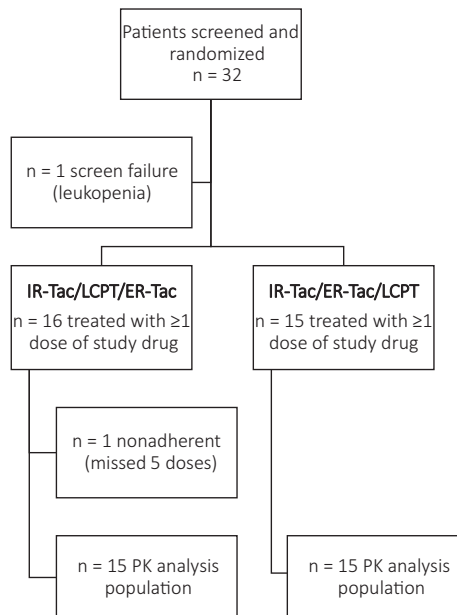 Patients screened and
randomized
n = 32
n = 1 screen failure
(leukopenia)
IR-Tac/LCPT/ER-Tac
n = 16 treated with ≥1
dose of study drug
IR-Tac/ER-Tac/LCPT
n = 15 treated with ≥1
dose of study drug
n = 1 nonadherent
(missed 5 doses)
n = 15 PK analysis
population
n = 15 PK analysis
population